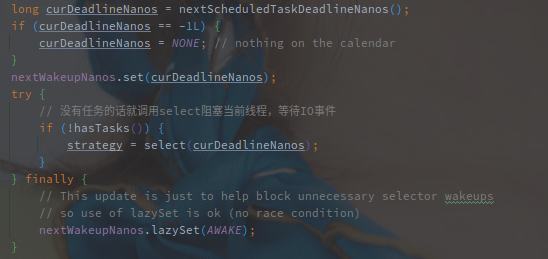 long curDeadlineNanos = nextScheduledTaskDeadlineNanos();
if (curDeadlineNanos == -1L) {
curDeadlineNanos = NONE; // nothing on the calendar
}
nextWakeupNanos.set(curDeadlineNanos);
try {
// 没有任务的话就调用select阻塞当前线程，等待IO事件
if (!hasTasks()) {
strategy = select(curDeadlineNanos);
}
} finally {
// This update is just to help block unnecessary selector wakeups
// so use of lazySet is ok (no race condition)
nextWakeupNanos.lazySet(AWAKE);
}